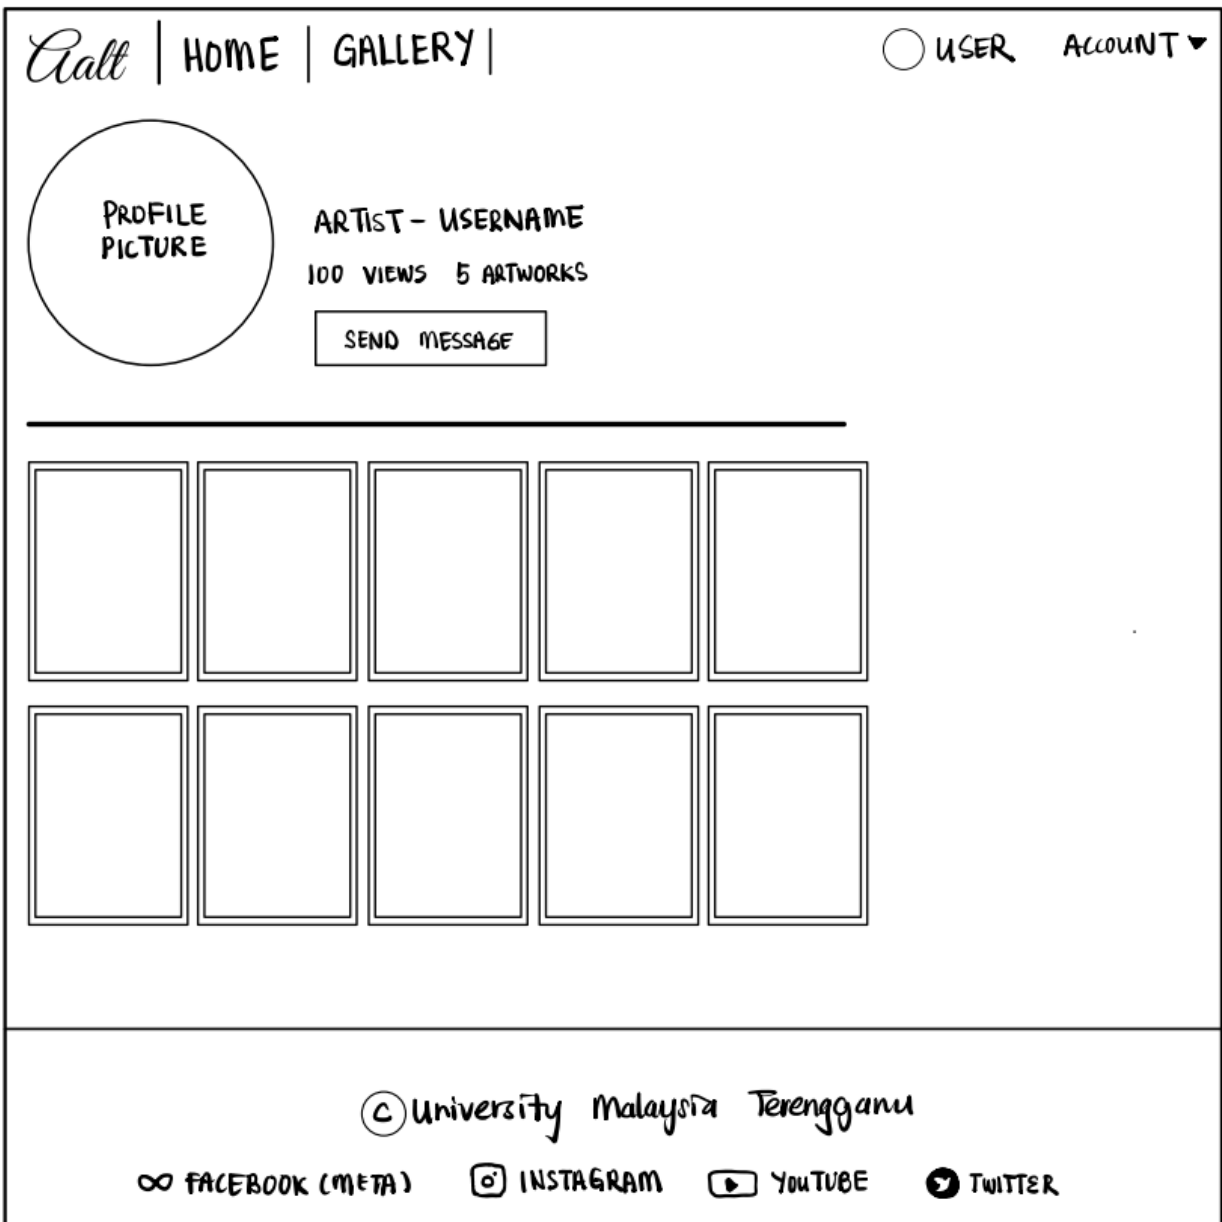 Aalt | HOME | GALLERY |
USER ACCOUNT ▼
PROFILE
PICTURE
ARTIST - USERNAME
100 VIEWS 5 ARTWORKS
SEND MESSAGE
© University Malaysia Terengganu
FACEBOOK (META) INSTAGRAM YOUTUBE TWITTER